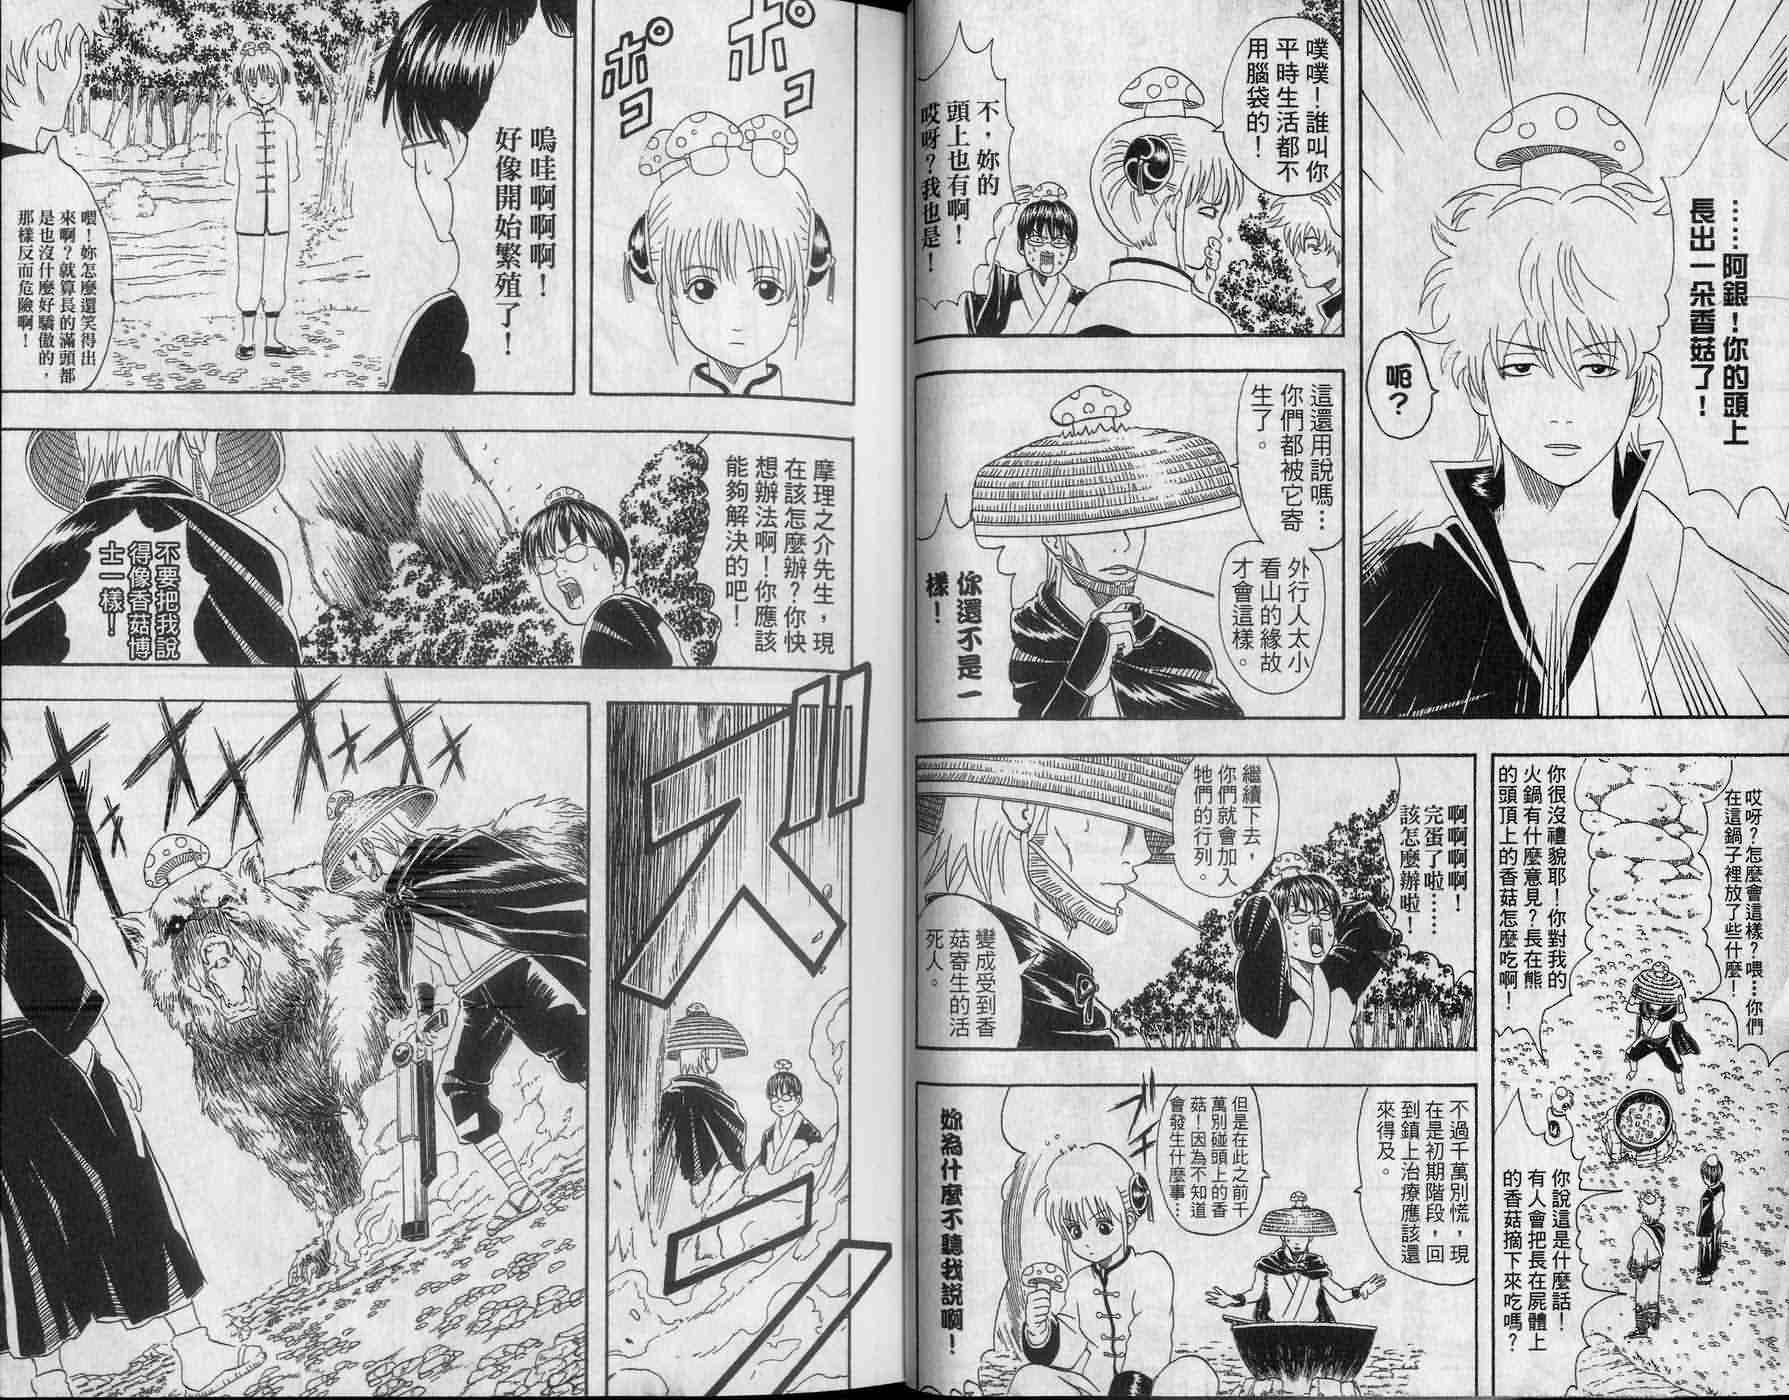 ……阿銀！你的頭上
長出一朵香菇了！
呃？
噗噗！誰叫你
平時生活都不
用腦袋的！
不，妳的
頭上也有啊！
哎呀？我也是！
這還用說嗎…
你們都被它寄
生了。
外行人太小
看山的緣故
才會這樣。
你還不是一
樣！
哎呀？怎麼會這樣？喂…你們
在這鍋子裡放了些什麼！
你很沒禮貌耶！你對我的
火鍋有什麼意見？長在熊
的頭頂上的香菇怎麼吃啊！
你說這是什麼話！
有人會把長在屍體上
的香菇摘下來吃嗎？
啊啊啊啊！
完蛋了啦……
該怎麼辦啦！
繼續下去，
你們就會加入
牠們的行列。
變成受到香
菇寄生的活
死人。
不過千萬別慌，現
在是初期階段，回
到鎮上治療應該還
來得及。
但是在此之前千
萬別碰頭上的香
菇！因為不知道
會發生什麼事…
ブチ
妳為什麼不聽我說啊！
ポコ
ポコ
嗚哇啊啊啊！
好像開始繁殖了！
喂！妳怎麼還笑得出
來啊？就算長的滿頭都
是也沒什麼好驕傲的，
那樣反而危險啊！
摩理之介先生，現
在該怎麼辦？你快
想辦法啊！你應該
能夠解決的吧！
不要把我說
得像香菇博
士一樣！
ズズーン